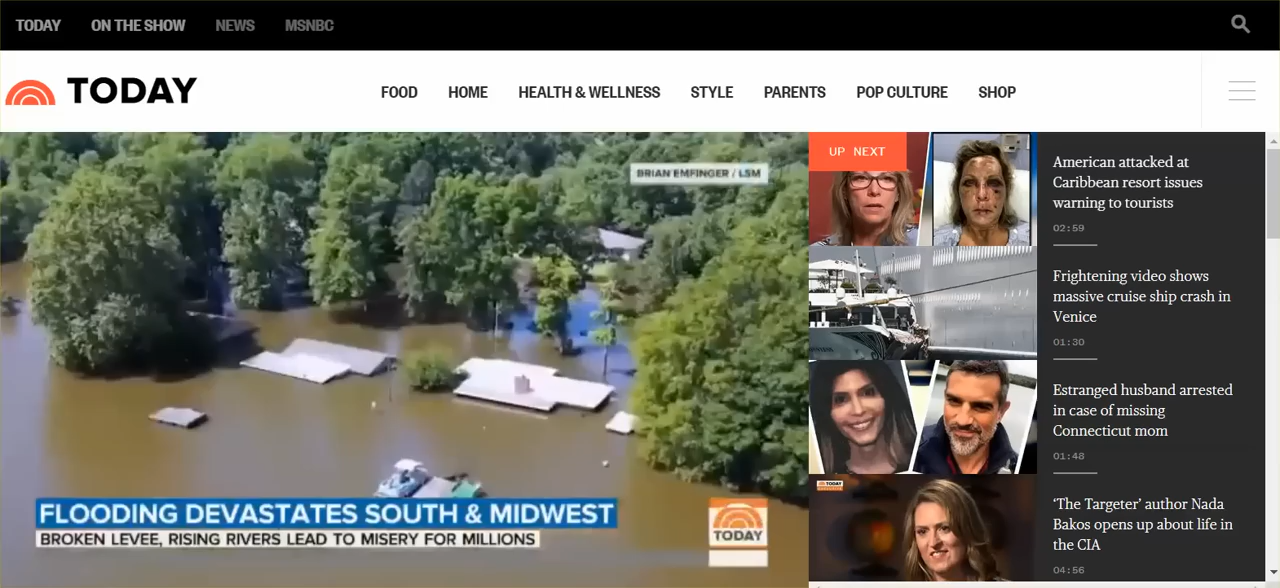 TODAY ON THE SHOW NEWS MSNBC
TODAY
FOOD HOME HEALTH & WELLNESS STYLE PARENTS POP CULTURE SHOP
BRIAN EMFINGER / LSM
FLOODING DEVASTATES SOUTH & MIDWEST
BROKEN LEVEE, RISING RIVERS LEAD TO MISERY FOR MILLIONS
TODAY
UP NEXT
American attacked at
Caribbean resort issues
warning to tourists
02:59
Frightening video shows
massive cruise ship crash in
Venice
01:30
Estranged husband arrested
in case of missing
Connecticut mom
01:48
TODAY
‘The Targeter’ author Nada
Bakos opens up about life in
the CIA
04:56